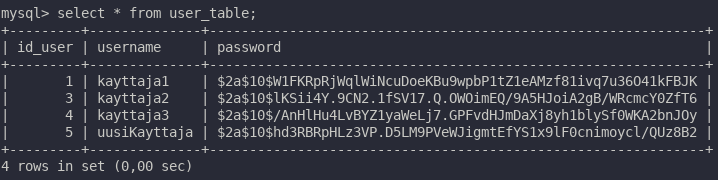 mysql> select * from user_table;
+---------+--------------+--------------------------------------------------------------+
| id_user | username     | password                                                     |
+---------+--------------+--------------------------------------------------------------+
|       1 | kayttaja1    | $2a$10$W1FKRpRjWqlWiNcuDoeKBu9wpbP1tZ1eAMzf81ivq7u36O41kFBJK |
|       3 | kayttaja2    | $2a$10$lKSii4Y.9CN2.1fSV17.Q.OWOimEQ/9A5HJoiA2gB/WRcmcY0ZfT6 |
|       4 | kayttaja3    | $2a$10$/AnHlHu4LvBYZ1yaWeLj7.GPFvdHJmDaXj8yh1blySf0WKA2bnJOy |
|       5 | uusiKayttaja | $2a$10$hd3RBRpHLz3VP.D5LM9PVeWJigmtEfYS1x9lF0cnimoycl/QUz8B2 |
+---------+--------------+--------------------------------------------------------------+
4 rows in set (0,00 sec)